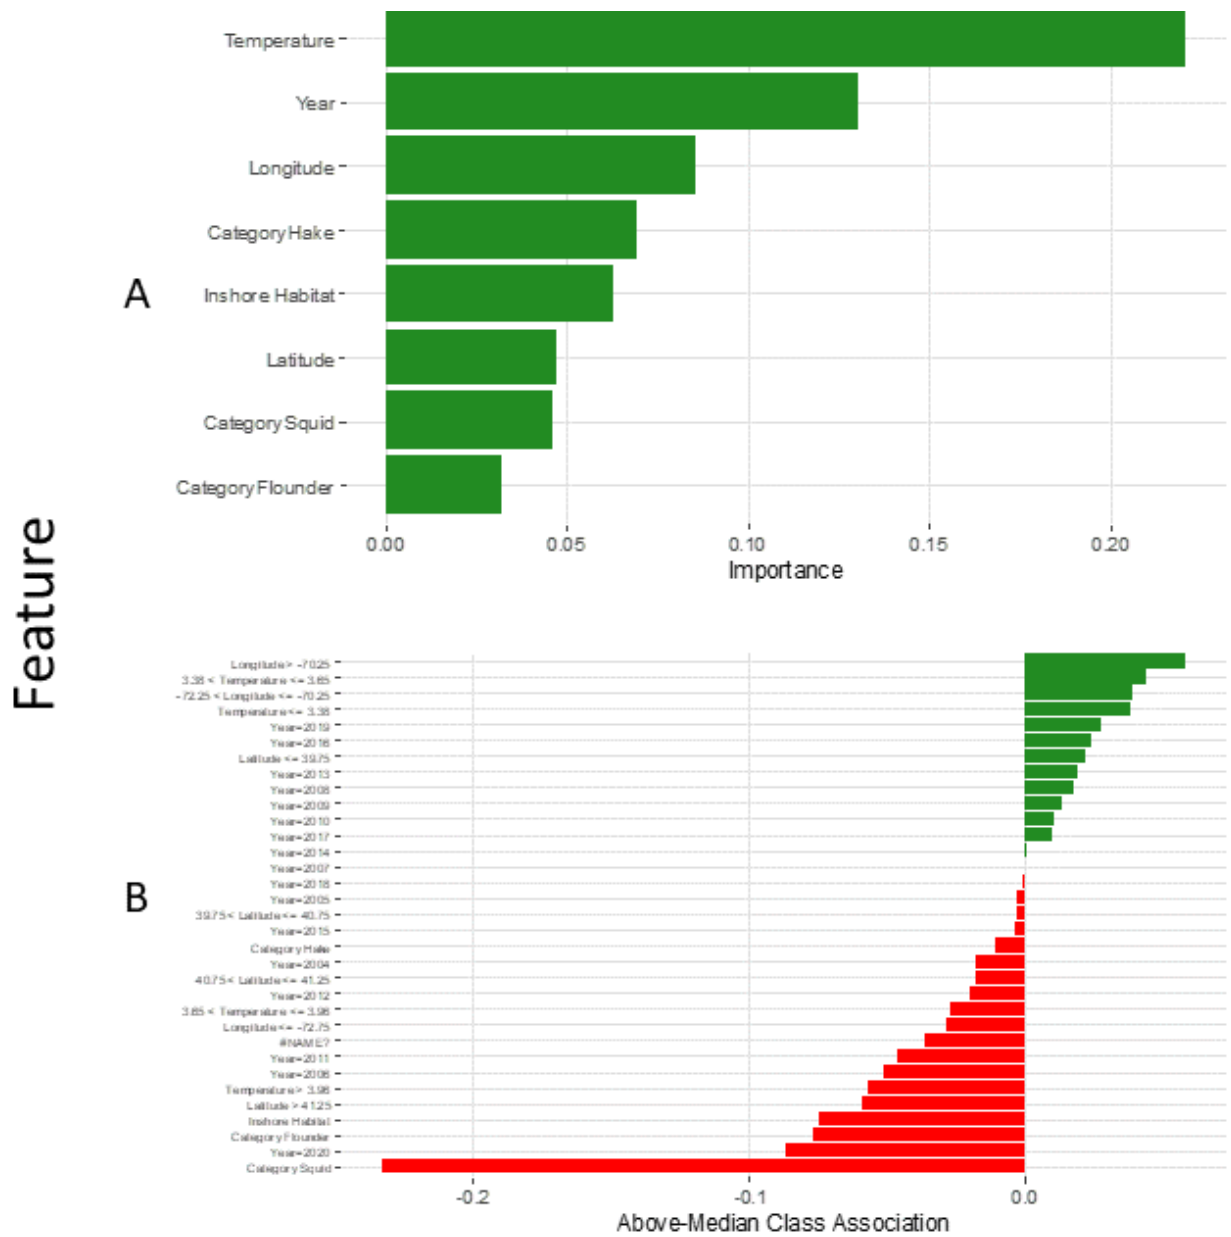 Feature
A
Temperature
Year
Longitude
Category Hake
Inshore Habitat
Latitude
Category Squid
Category Flounder
0.00 0.05 0.10 0.15 0.20
Importance
B
Longitude > -70.25
3.38 < Temperature <= 3.65
-72.25 < Longitude <= -70.25
Temperature <= 3.38
Year=2019
Year=2016
Latitude <= 39.75
Year=2013
Year=2008
Year=2009
Year=2010
Year=2017
Year=2014
Year=2007
Year=2018
Year=2005
39.75 < Latitude <= 40.75
Year=2015
Category Hake
Year=2004
40.75 < Latitude <= 41.25
Year=2012
3.65 < Temperature <= 3.96
Longitude <= -72.75
#NAME?
Year=2011
Year=2006
Temperature > 3.96
Latitude > 41.25
Inshore Habitat
Category Flounder
Year=2020
Category Squid
-0.2 -0.1 0.0
Above-Median Class Association